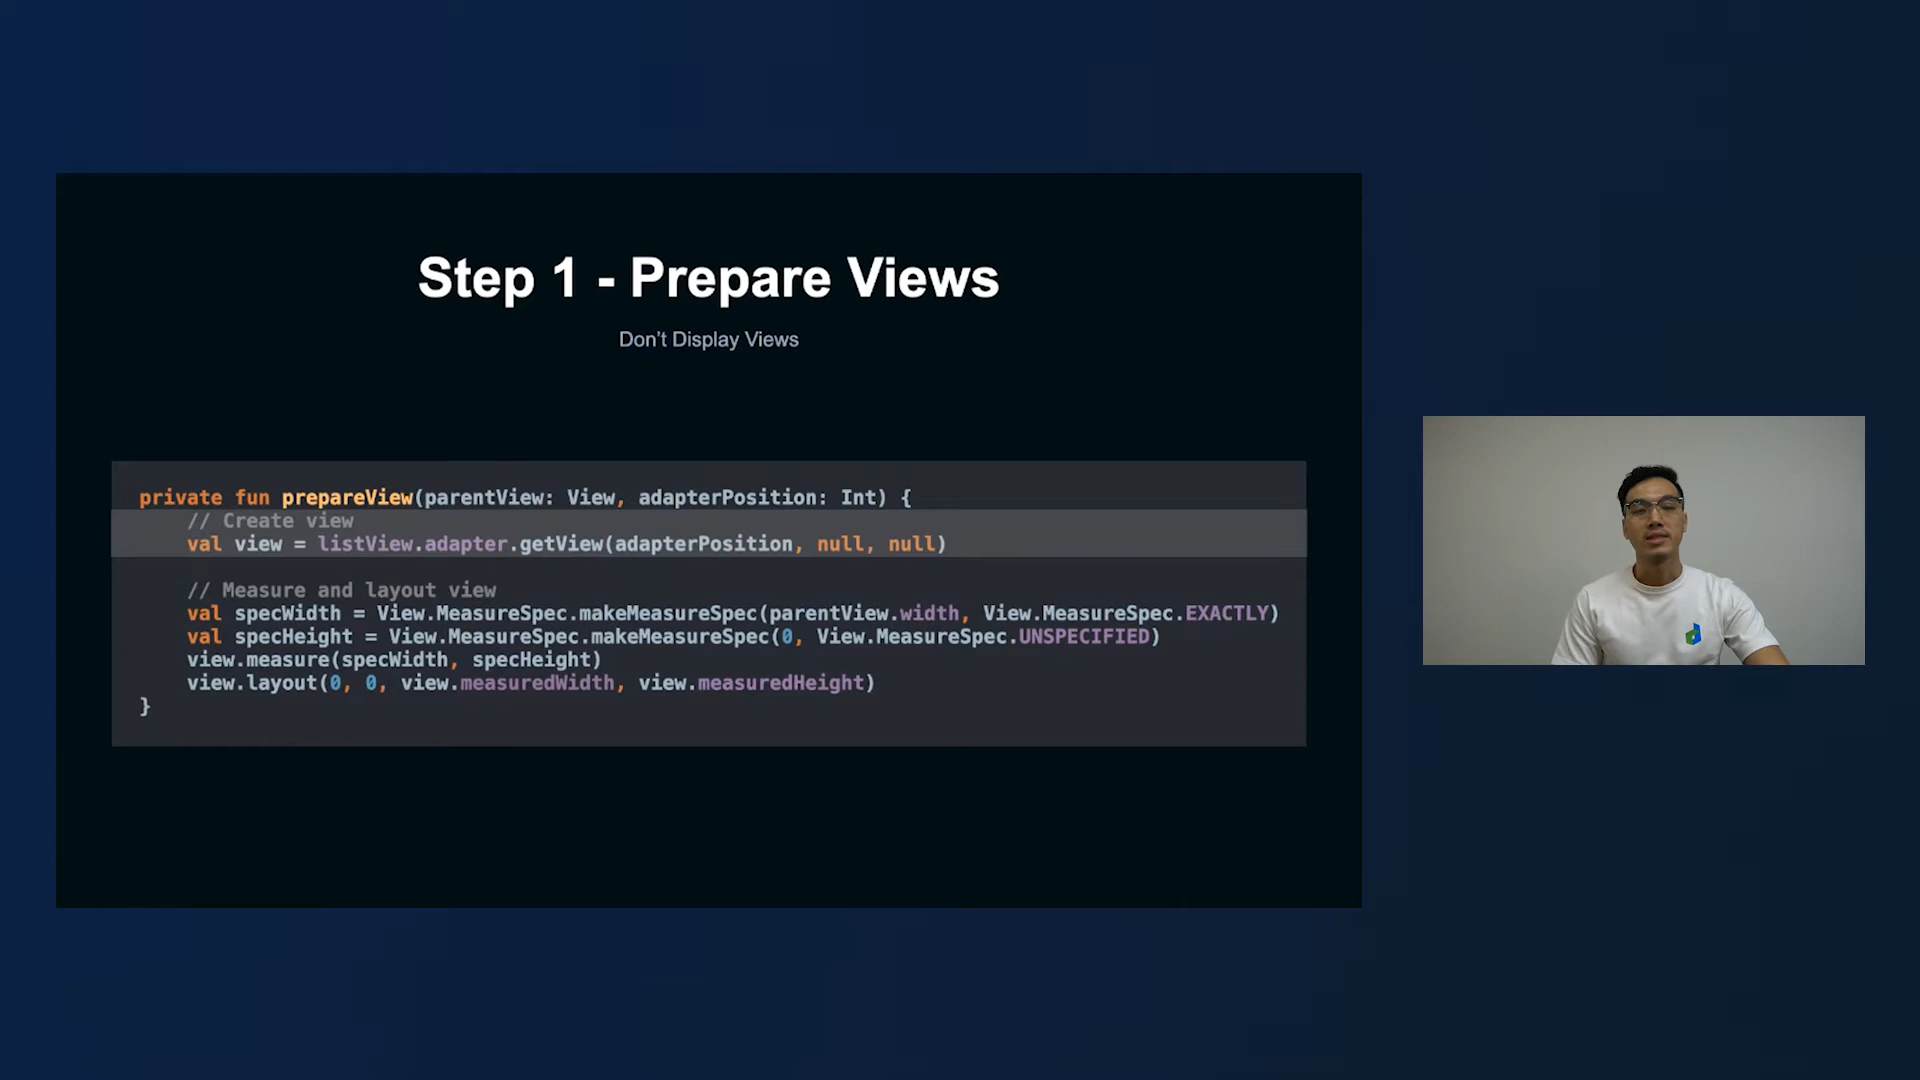 Step 1 - Prepare Views
Don't Display Views
private fun prepareView(parentView: View, adapterPosition: Int) {
// Create view
val view = listView.adapter.getView(adapterPosition, null, null)
// Measure and layout view
val specWidth = View.MeasureSpec.makeMeasureSpec(parentView.width, View.MeasureSpec.EXACTLY)
val specHeight = View.MeasureSpec.makeMeasureSpec(0, View.MeasureSpec.UNSPECIFIED)
view.measure(specWidth, specHeight)
view.layout(0, 0, view.measuredWidth, view.measuredHeight)
}